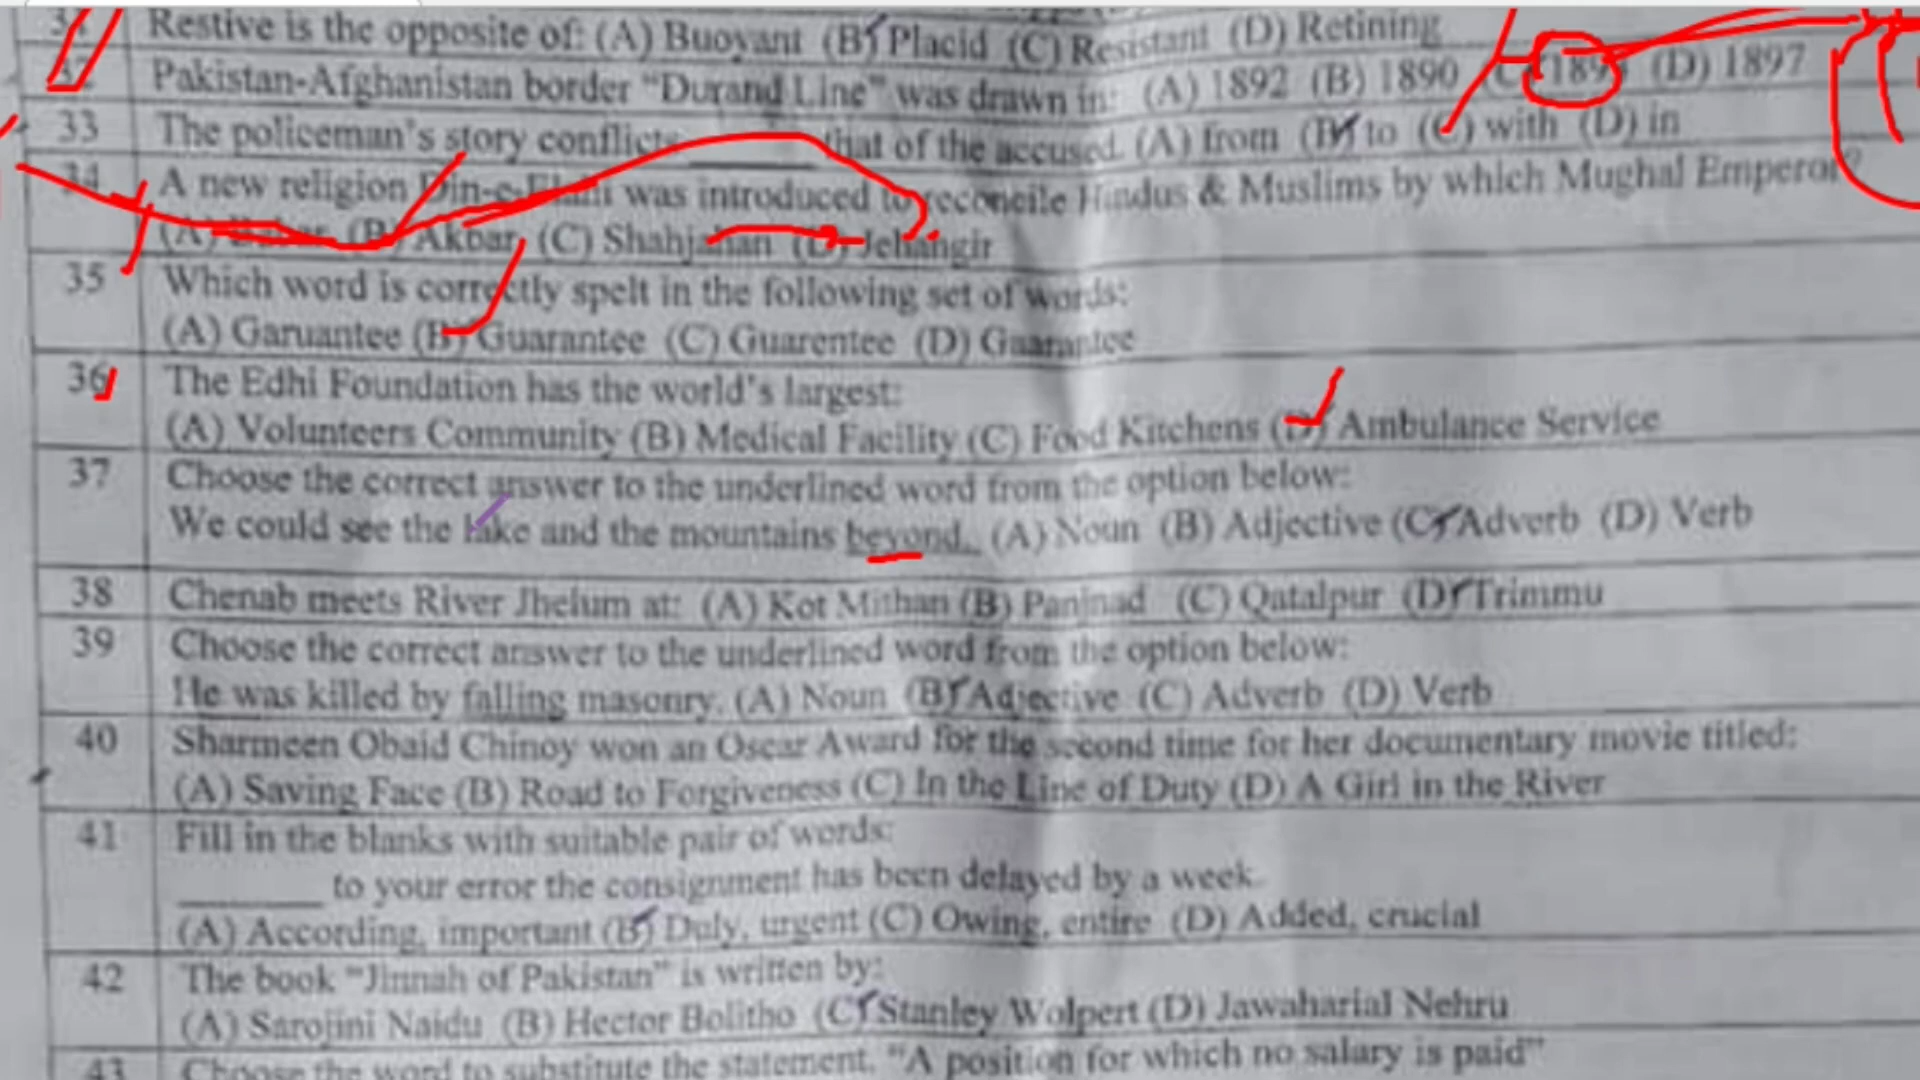 Restive is the opposite of: (A) Buoyant (B) Placid (C) Resistant (D) Retining
Pakistan-Afghanistan border "Durand Line" was drawn in: (A) 1892 (B) 1890 (D) 1897
33 The policeman's story conflicts ______ that of the accused. (A) from (B) to (C) with (D) in
34 A new religion Din-e-Elahi was introduced to reconcile Hindus & Muslims by which Mughal Emperor?
(A) (B) Akbar (C) Shahjahan (D) Jehangir
35 Which word is correctly spelt in the following set of words:
(A) Garuantee (B) Guarantee (C) Guarentee (D) Gaarantee
36 The Edhi Foundation has the world's largest:
(A) Volunteers Community (B) Medical Facility (C) Food Kitchens (D) Ambulance Service
37 Choose the correct answer to the underlined word from the option below:
We could see the lake and the mountains beyond. (A) Noun (B) Adjective (C) Adverb (D) Verb
38 Chenab meets River Jhelum at: (A) Kot Mithan (B) Panjnad (C) Qatalpur (D) Trimmu
39 Choose the correct answer to the underlined word from the option below:
He was killed by falling masonry. (A) Noun (B) Adjective (C) Adverb (D) Verb
40 Sharmeen Obaid Chinoy won an Oscar Award for the second time for her documentary movie titled:
(A) Saving Face (B) Road to Forgiveness (C) In the Line of Duty (D) A Girl in the River
41 Fill in the blanks with suitable pair of words:
______ to your error the consignment has been delayed by a week.
(A) According, important (B) Duly, urgent (C) Owing, entire (D) Added, crucial
42 The book "Jinnah of Pakistan" is written by:
(A) Sarojini Naidu (B) Hector Bolitho (C) Stanley Wolpert (D) Jawaharial Nehru
43 Choose the word to substitute the statement. "A position for which no salary is paid"